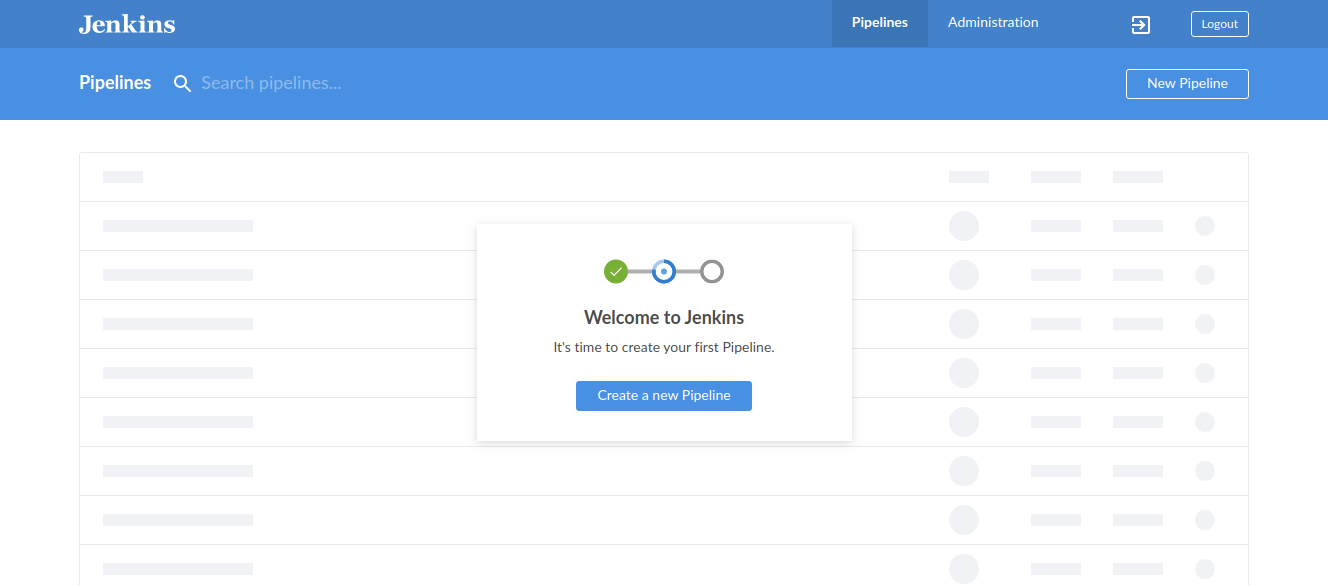 Jenkins
Pipelines
Administration
Logout
Pipelines
Search pipelines...
New Pipeline
Welcome to Jenkins
It's time to create your first Pipeline.
Create a new Pipeline